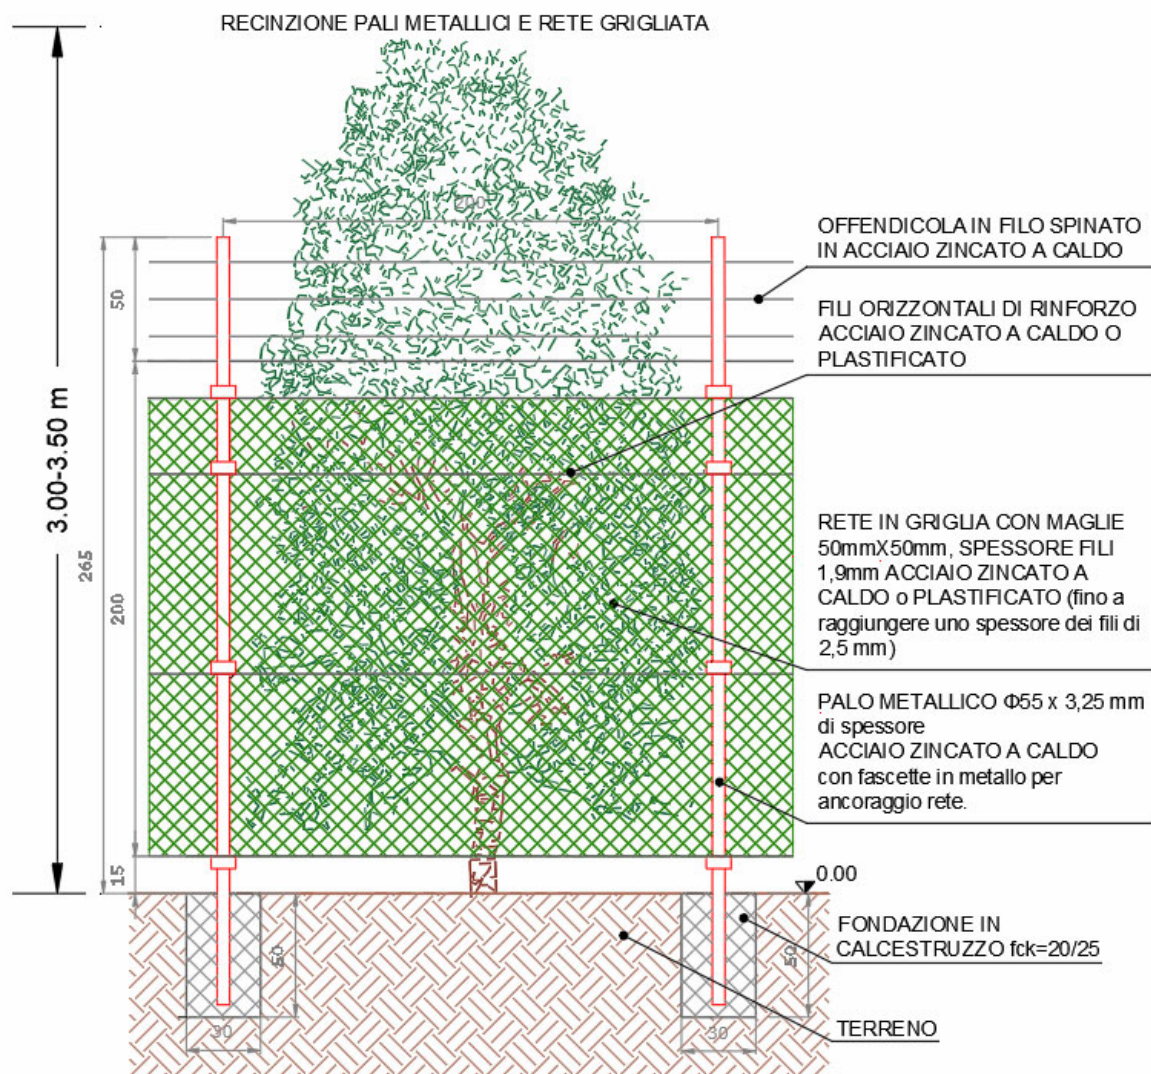 RECINZIONE PALI METALLICI E RETE GRIGLIATA
3.00-3.50 m
265
50
200
15
200
OFFENDICOLA IN FILO SPINATO
IN ACCIAIO ZINCATO A CALDO
FILI ORIZZONTALI DI RINFORZO
ACCIAIO ZINCATO A CALDO O
PLASTIFICATO
RETE IN GRIGLIA CON MAGLIE
50mmX50mm, SPESSORE FILI
1,9mm ACCIAIO ZINCATO A
CALDO o PLASTIFICATO (fino a
raggiungere uno spessore dei fili di
2,5 mm)
PALO METALLICO Φ55 x 3,25 mm
di spessore
ACCIAIO ZINCATO A CALDO
con fascette in metallo per
ancoraggio rete.
0.00
FONDAZIONE IN
CALCESTRUZZO fck=20/25
TERRENO
50
30
50
30